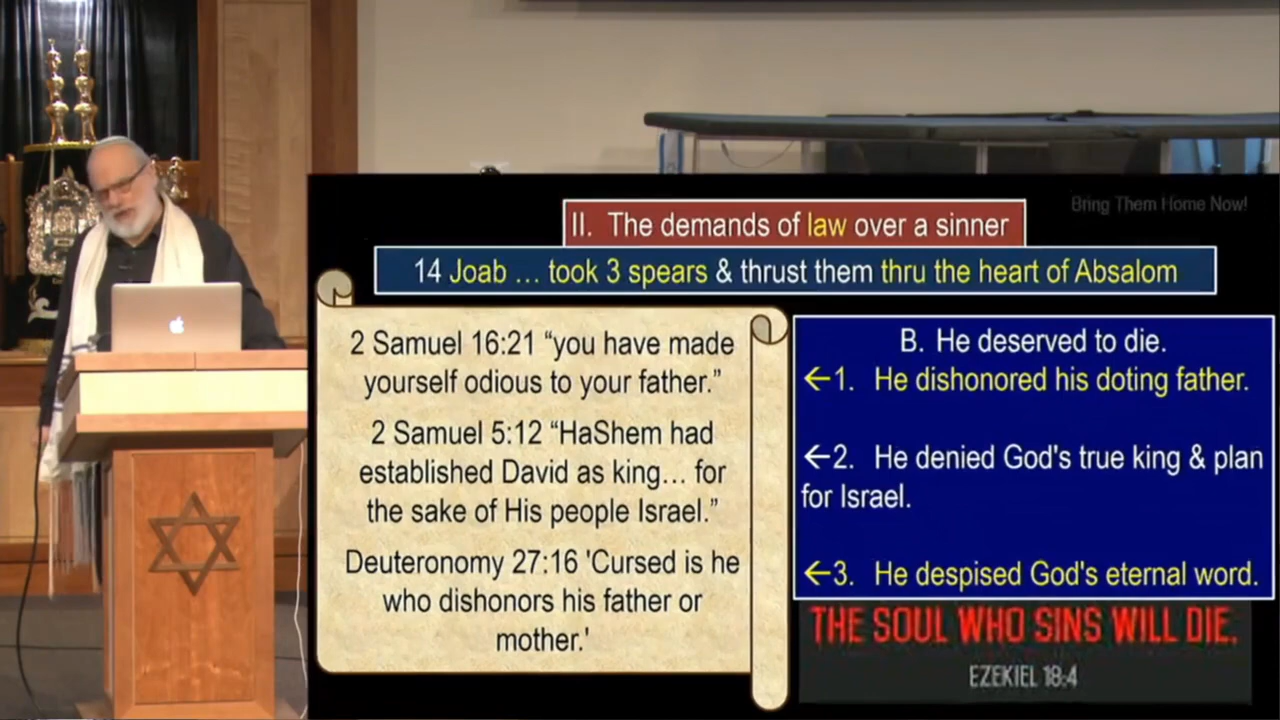 Bring Them Home Now!
II. The demands of law over a sinner
14 Joab … took 3 spears & thrust them thru the heart of Absalom
2 Samuel 16:21 “you have made
yourself odious to your father.”
2 Samuel 5:12 “HaShem had
established David as king… for
the sake of His people Israel.”
Deuteronomy 27:16 'Cursed is he
who dishonors his father or
mother.'
B. He deserved to die.
←1. He dishonored his doting father.
←2. He denied God's true king & plan
for Israel.
←3. He despised God's eternal word.
THE SOUL WHO SINS WILL DIE.
EZEKIEL 18:4